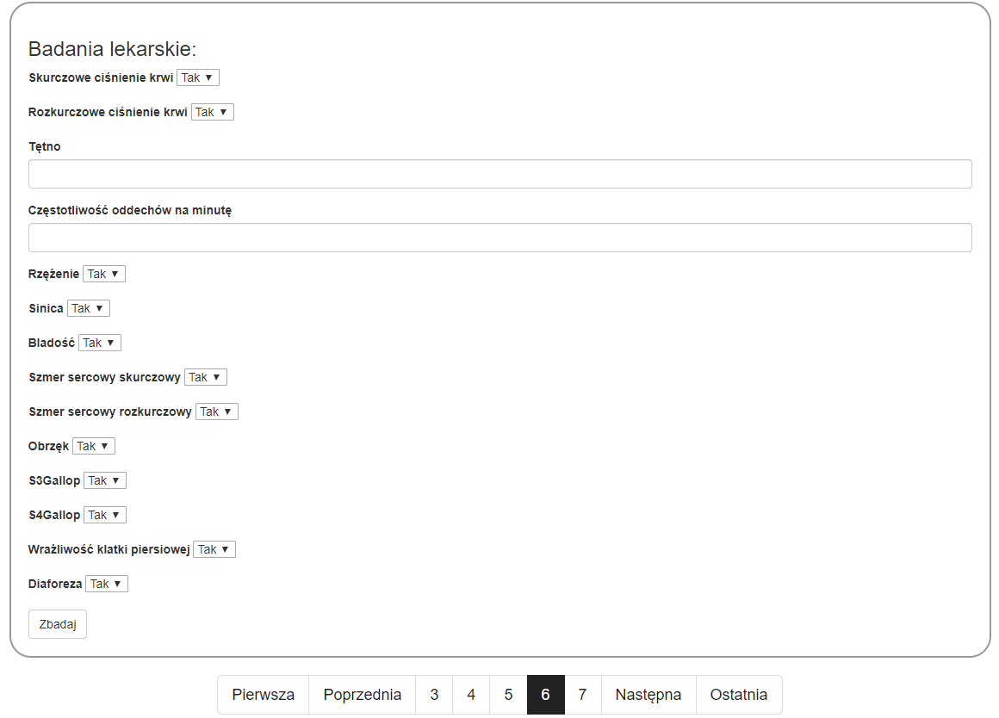 Badania lekarskie:
Skurczowe ciśnienie krwi Tak ▼
Rozkurczowe ciśnienie krwi Tak ▼
Tętno
Częstotliwość oddechów na minutę
Rzężenie Tak ▼
Sinica Tak ▼
Bladość Tak ▼
Szmer sercowy skurczowy Tak ▼
Szmer sercowy rozkurczowy Tak ▼
Obrzęk Tak ▼
S3Gallop Tak ▼
S4Gallop Tak ▼
Wrażliwość klatki piersiowej Tak ▼
Diaforeza Tak ▼
Zbadaj
Pierwsza Poprzednia 3 4 5 6 7 Następna Ostatnia